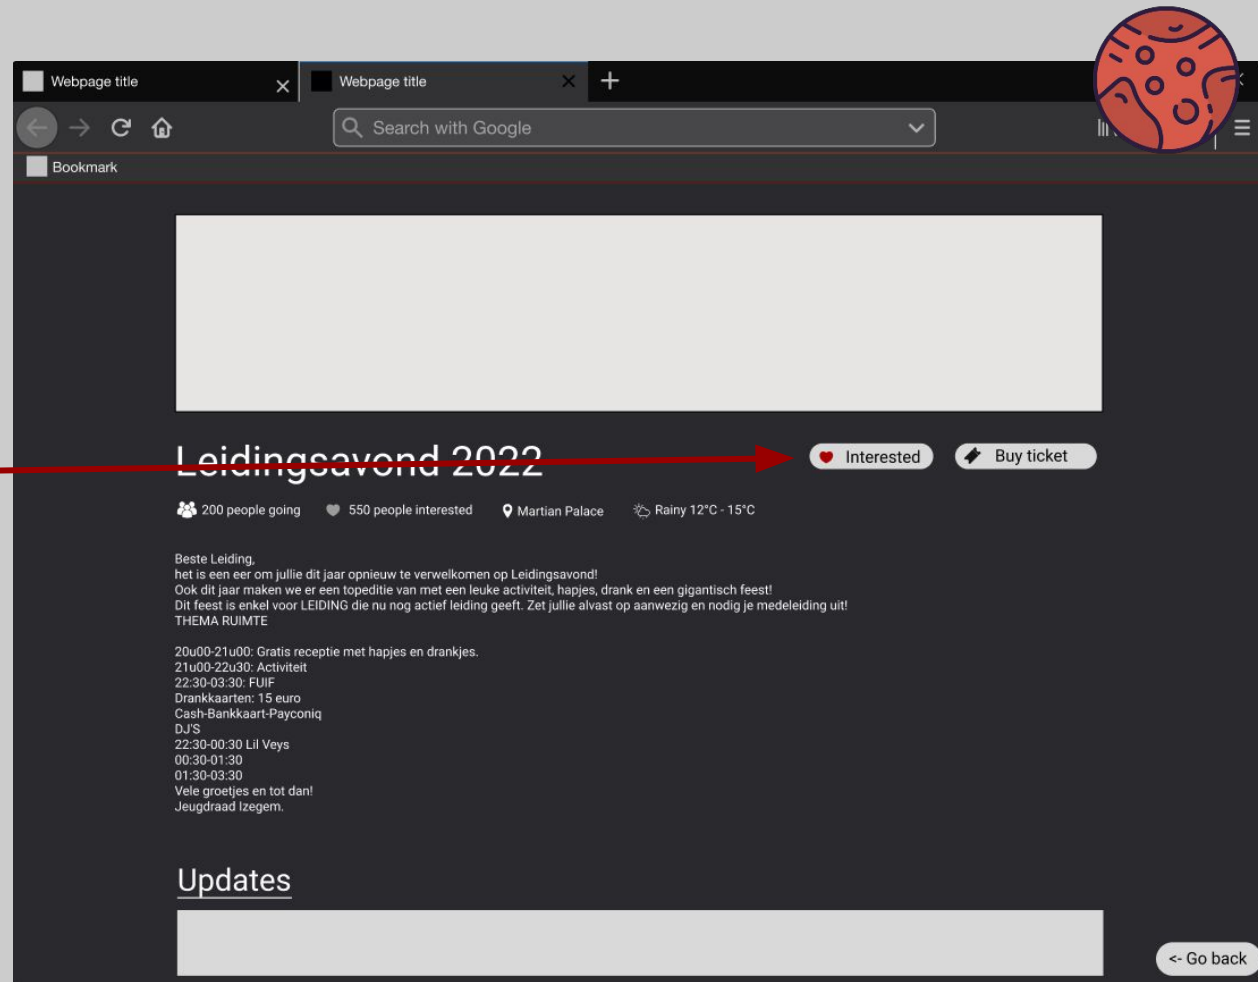 Webpage title
Webpage title
Search with Google
Bookmark
Leidingsavond 2022
Interested
Buy ticket
200 people going
550 people interested
Martian Palace
Rainy 12°C - 15°C
Beste Leiding,
het is een eer om jullie dit jaar opnieuw te verwelkomen op Leidingsavond!
Ook dit jaar maken we er een topeditie van met een leuke activiteit, hapjes, drank en een gigantisch feest!
Dit feest is enkel voor LEIDING die nu nog actief leiding geeft. Zet jullie alvast op aanwezig en nodig je medeleiding uit!
THEMA RUIMTE
20u00-21u00: Gratis receptie met hapjes en drankjes.
21u00-22u30: Activiteit
22:30-03:30: FUIF
Drankkaarten: 15 euro
Cash-Bankkaart-Payconiq
DJ'S
22:30-00:30 Lil Veys
00:30-01:30
01:30-03:30
Vele groetjes en tot dan!
Jeugdraad Izegem.
Updates
<- Go back